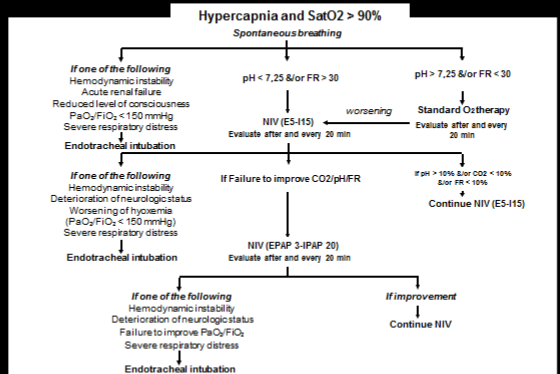 Hypercapnia and SatO2 > 90%
Spontaneous breathing
If one of the following
Hemodynamic instability
Acute renal failure
Reduced level of consciousness
PaO₂/FiO₂ < 150 mmHg
Severe respiratory distress
Endotracheal intubation
pH < 7,25 &/or FR > 30
NIV (E5-I15)
Evaluate after and every 20 min
worsening
pH > 7,25 &/or FR < 30
Standard O₂ therapy
Evaluate after and every
20 min
If one of the following
Hemodynamic instability
Deterioration of neurologic status
Worsening of hyoxemia
(PaO₂/FiO₂ < 150 mmHg)
Severe respiratory distress
Endotracheal intubation
If Failure to improve CO2/pH/FR
NIV (EPAP 3-IPAP 20)
Evaluate after and every 20 min
If pH > 10% &/or CO2 < 10%
&/or FR < 10%
Continue NIV (E5-I15)
If one of the following
Hemodynamic instability
Deterioration of neurologic status
Failure to improve PaO₂/FiO₂
Severe respiratory distress
Endotracheal intubation
If improvement
Continue NIV